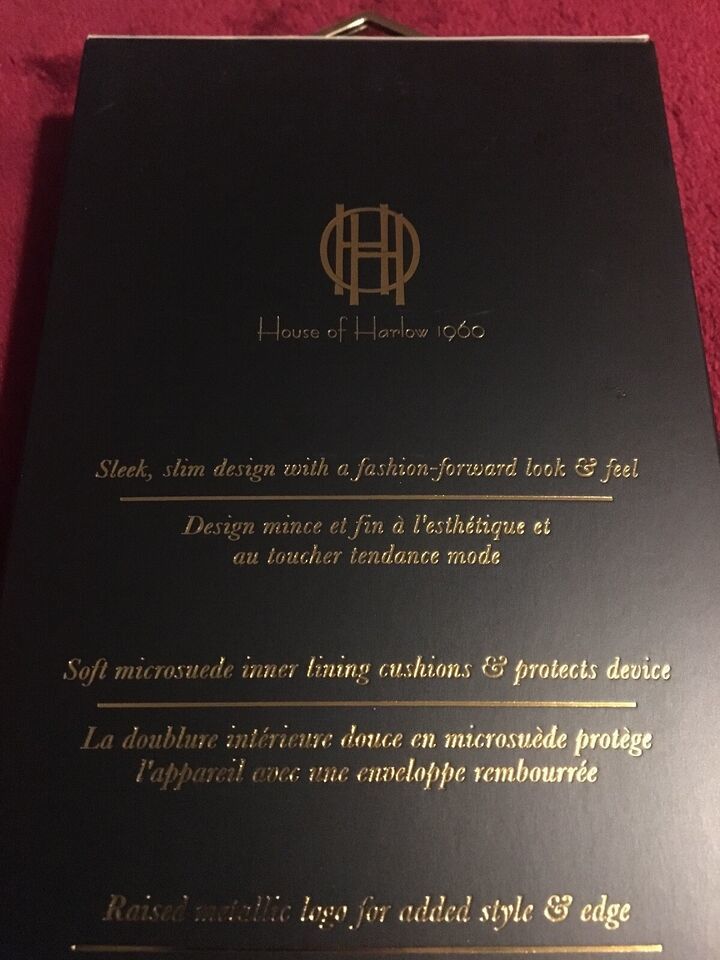 House of Harlow 1960
Sleek, slim design with a fashion-forward look & feel
Design mince et fin à l'esthétique et
au toucher tendance mode
Soft microsuede inner lining cushions & protects device
La doublure intérieure douce en microsuède protège
l'appareil avec une enveloppe rembourrée
Raised metallic logo for added style & edge